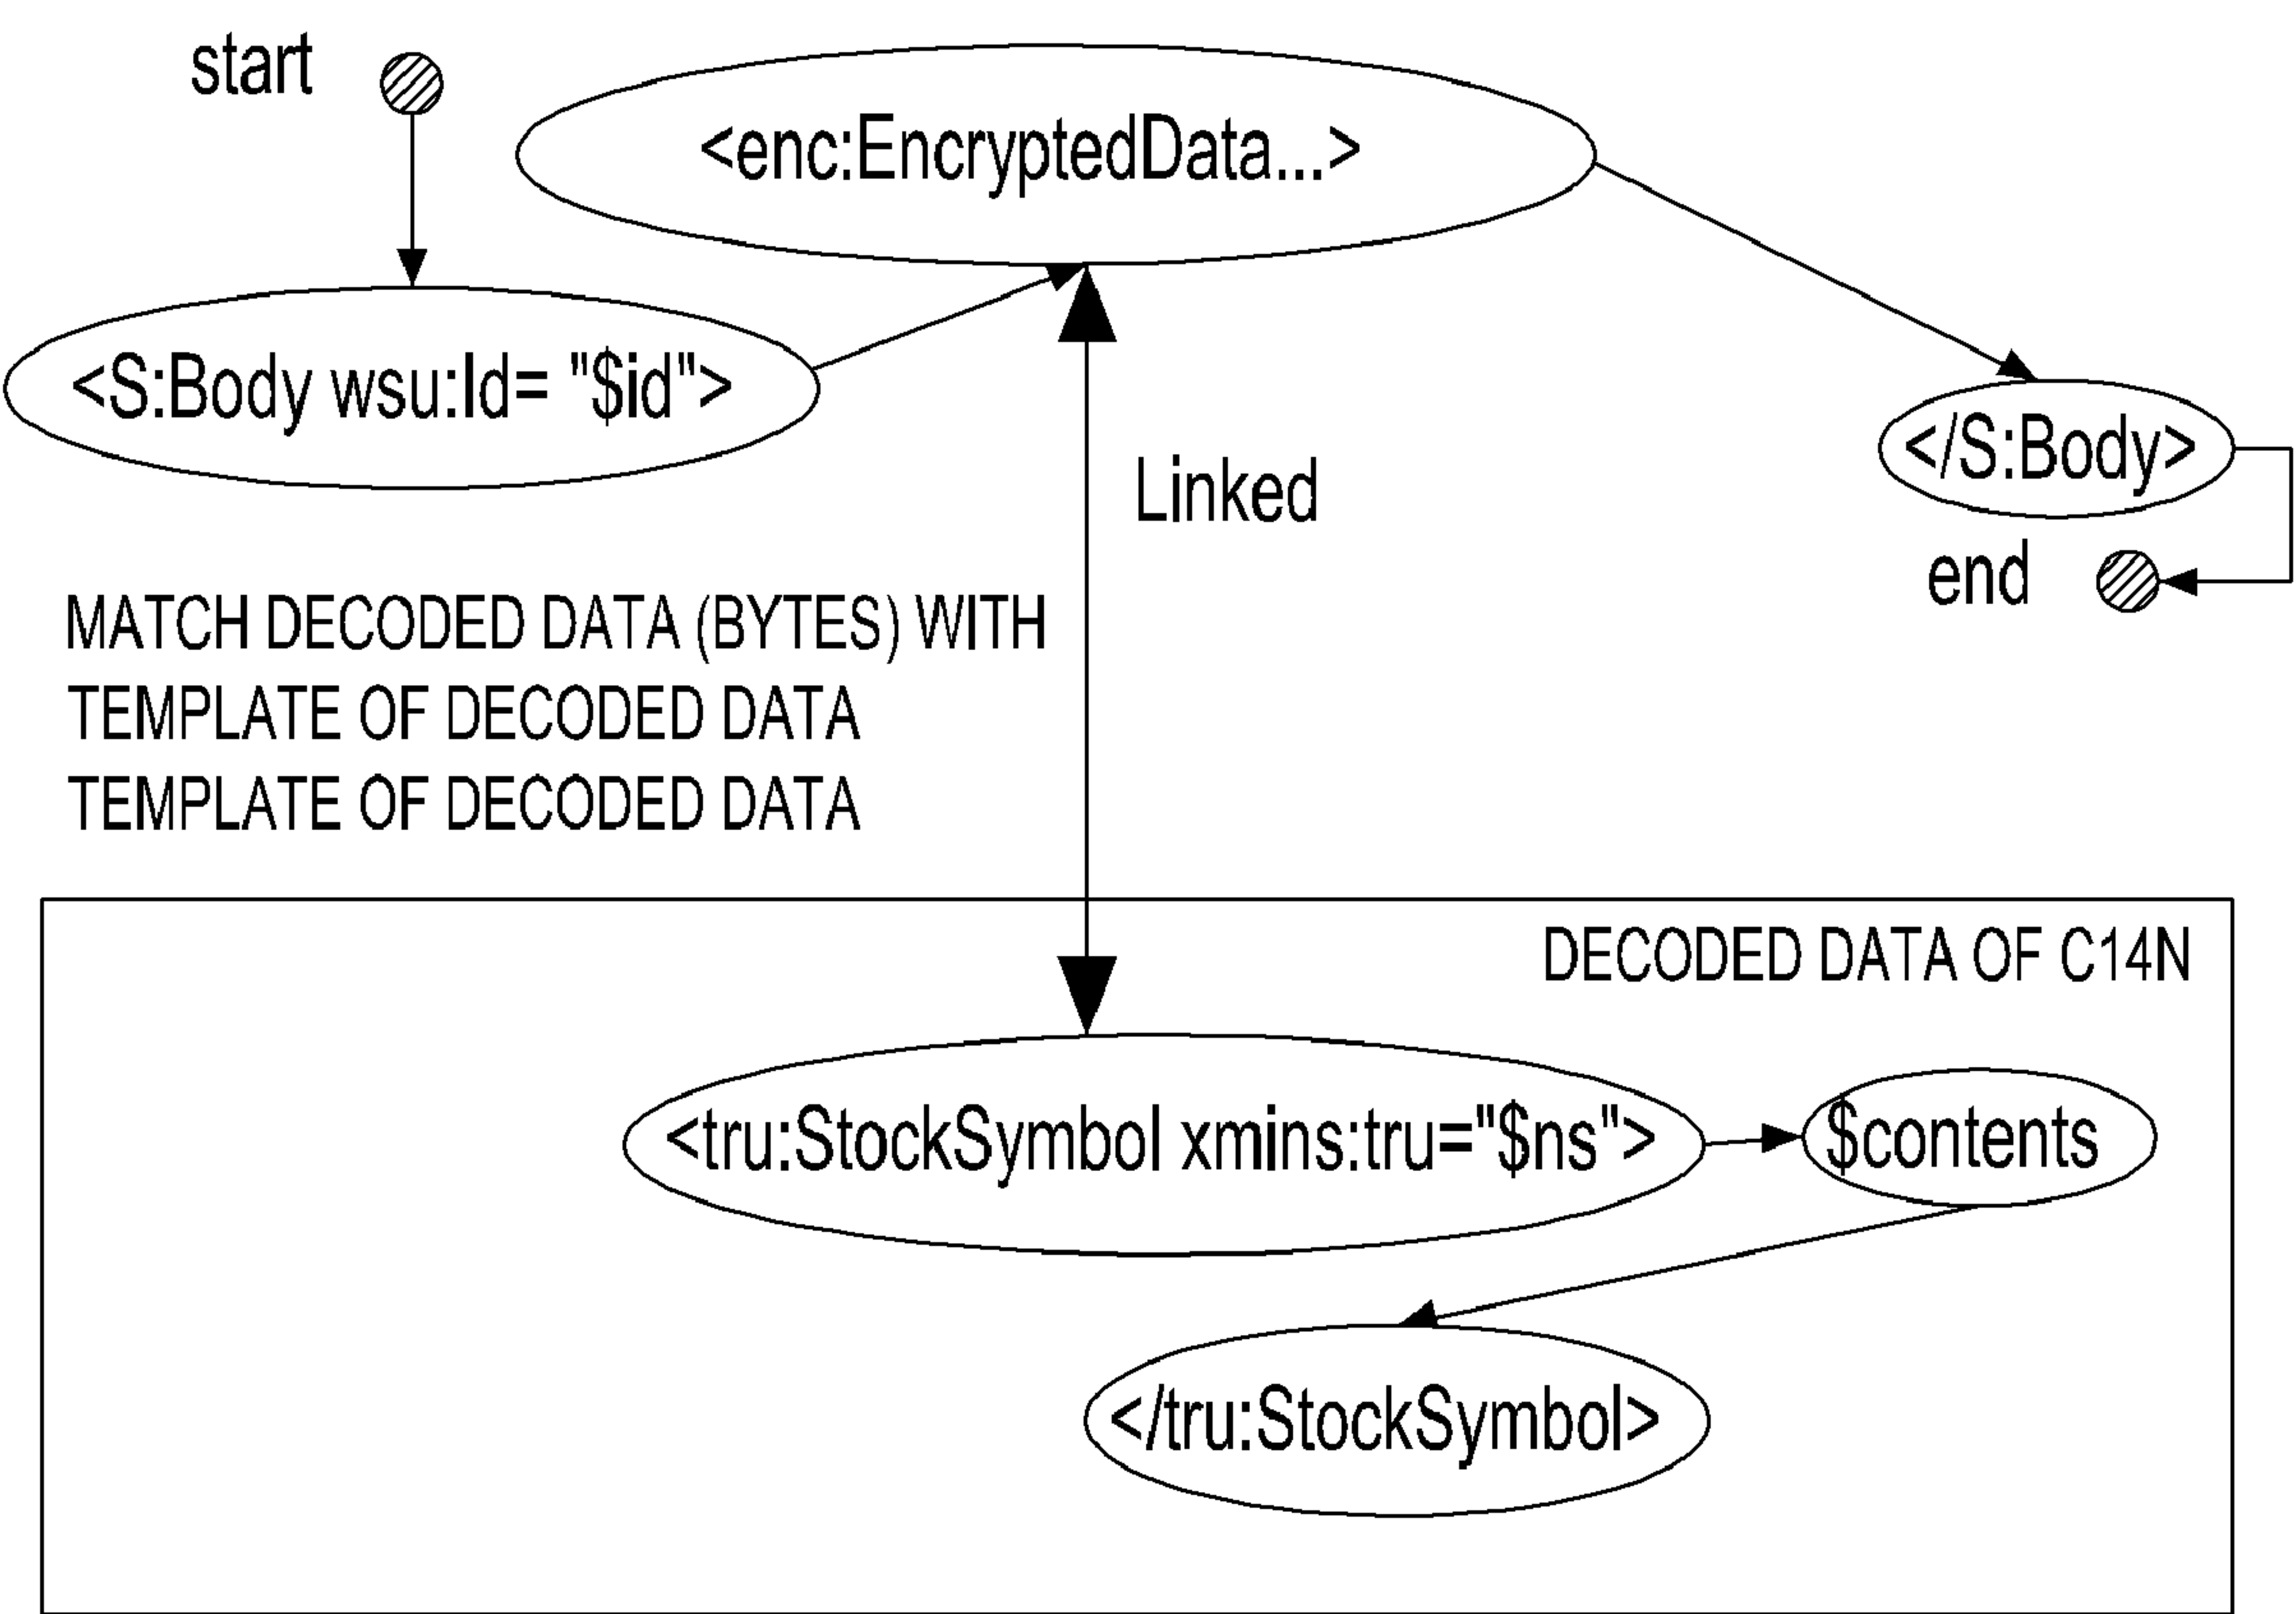 start
<enc:EncryptedData...>
<S:Body wsu:Id= "$id">
</S:Body>
Linked
end
MATCH DECODED DATA (BYTES) WITH
TEMPLATE OF DECODED DATA
TEMPLATE OF DECODED DATA
DECODED DATA OF C14N
<tru:StockSymbol xmins:tru="$ns">
$contents
</tru:StockSymbol>